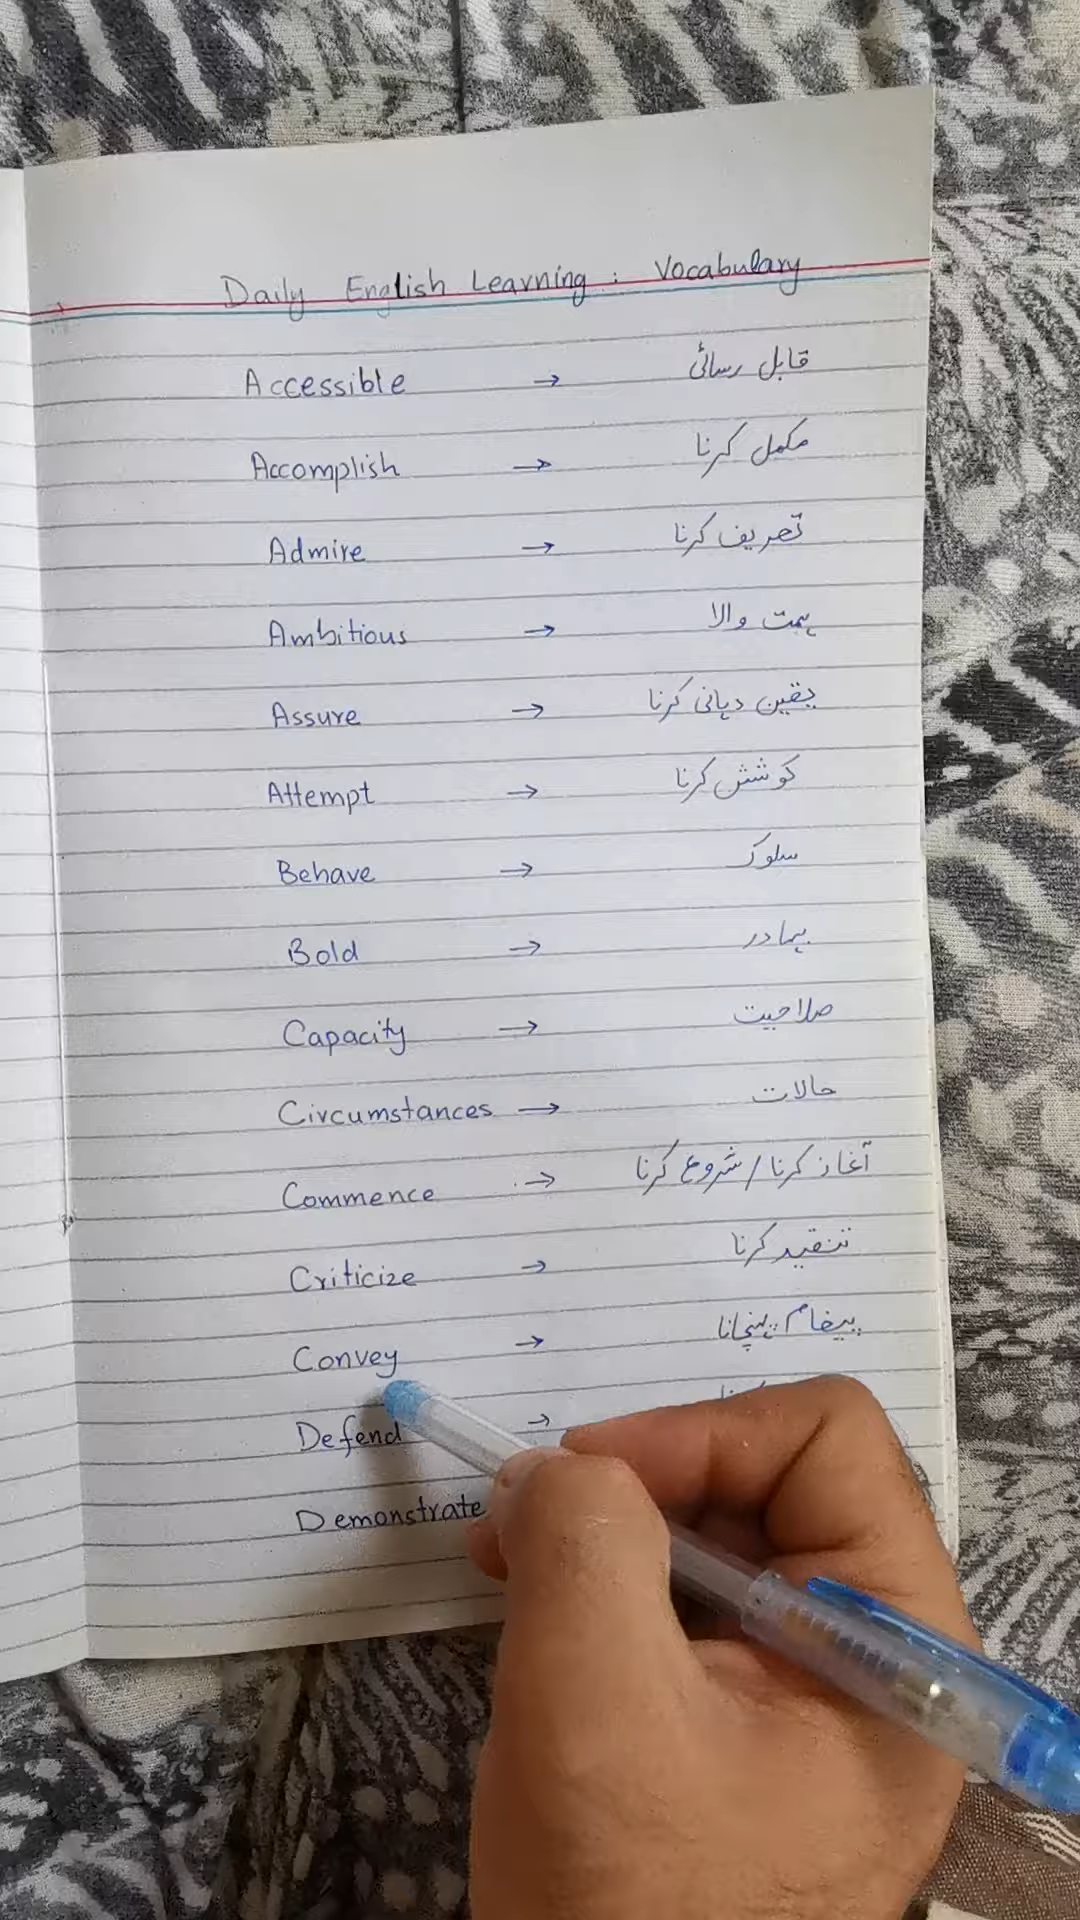 Daily English Learning : Vocabulary
Accessible → قابل رسائی
Accomplish → مکمل کرنا
Admire → تعریف کرنا
Ambitious → ہمت والا
Assure → یقین دہانی کرنا
Attempt → کوشش کرنا
Behave → سلوک
Bold → بہادر
Capacity → صلاحیت
Circumstances → حالات
Commence → آغاز کرنا / شروع کرنا
Criticize → تنقید کرنا
Convey → پیغام پہنچانا
Defend →
Demonstrate